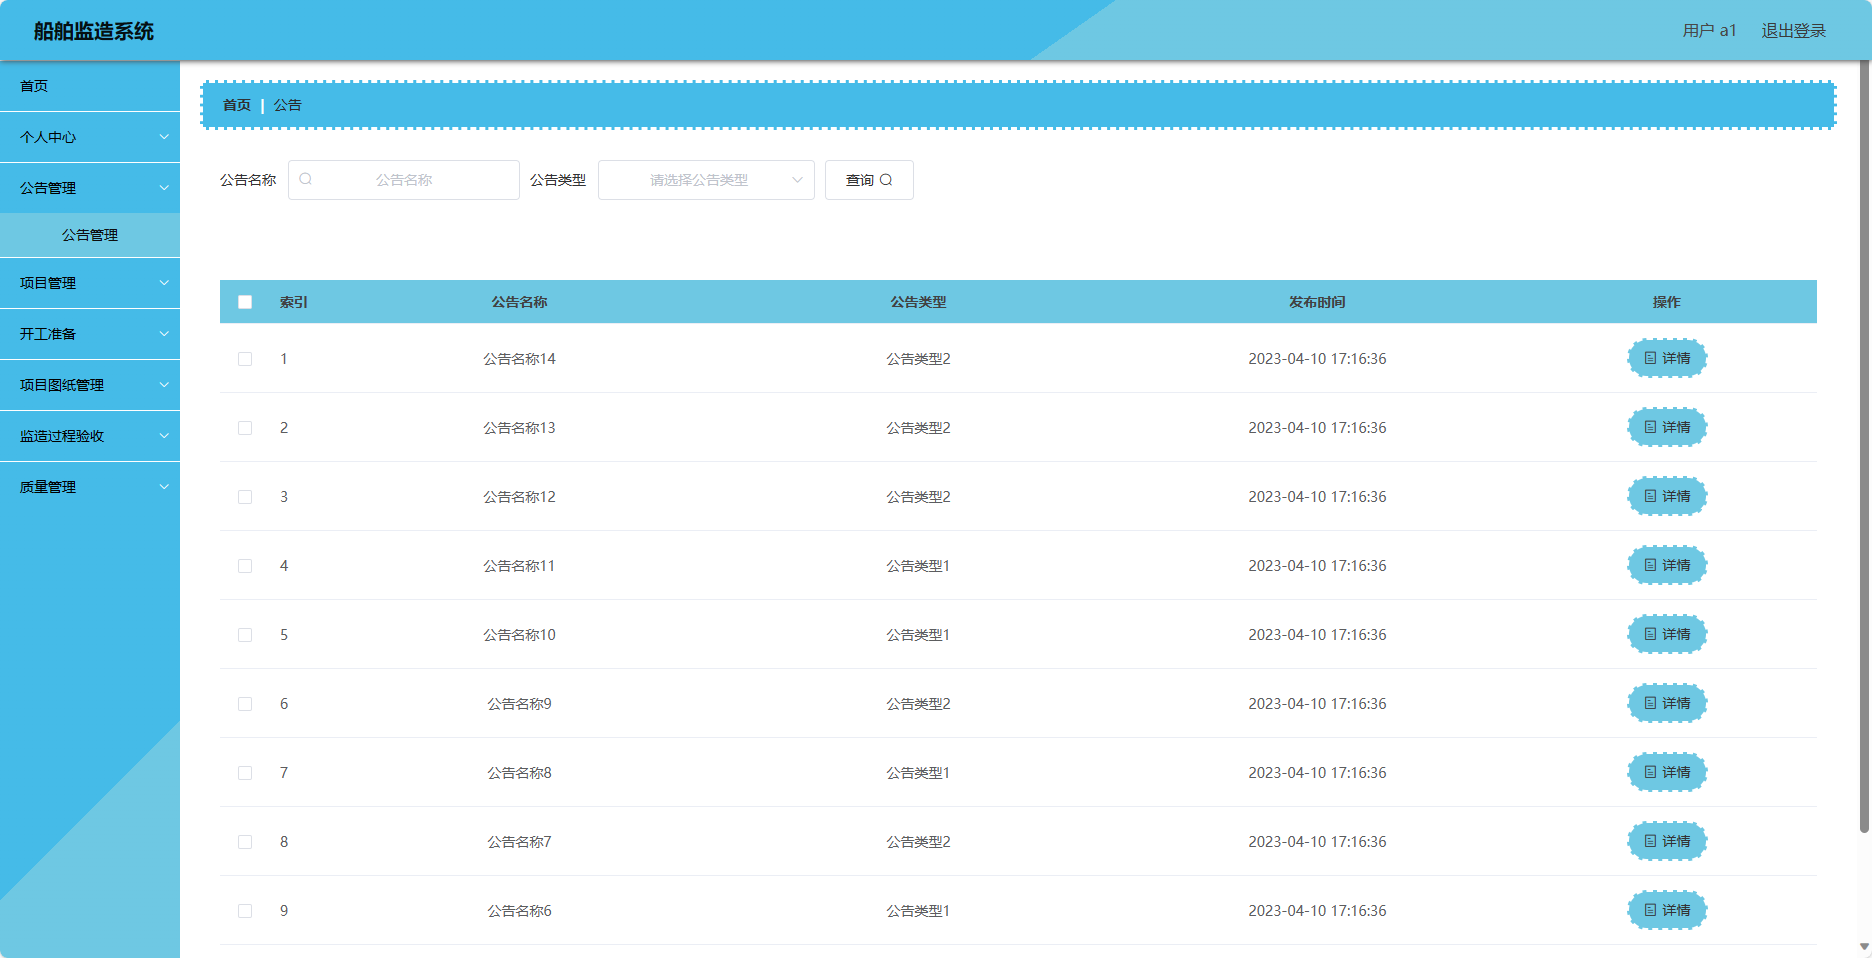 船舶监造系统
用户 a1 退出登录
首页
个人中心
公告管理
公告管理
项目管理
开工准备
项目图纸管理
监造过程验收
质量管理
首页 | 公告
公告名称 公告名称 公告类型 请选择公告类型 查询
索引 公告名称 公告类型 发布时间 操作
1 公告名称14 公告类型2 2023-04-10 17:16:36 详情
2 公告名称13 公告类型2 2023-04-10 17:16:36 详情
3 公告名称12 公告类型2 2023-04-10 17:16:36 详情
4 公告名称11 公告类型1 2023-04-10 17:16:36 详情
5 公告名称10 公告类型1 2023-04-10 17:16:36 详情
6 公告名称9 公告类型2 2023-04-10 17:16:36 详情
7 公告名称8 公告类型1 2023-04-10 17:16:36 详情
8 公告名称7 公告类型2 2023-04-10 17:16:36 详情
9 公告名称6 公告类型1 2023-04-10 17:16:36 详情